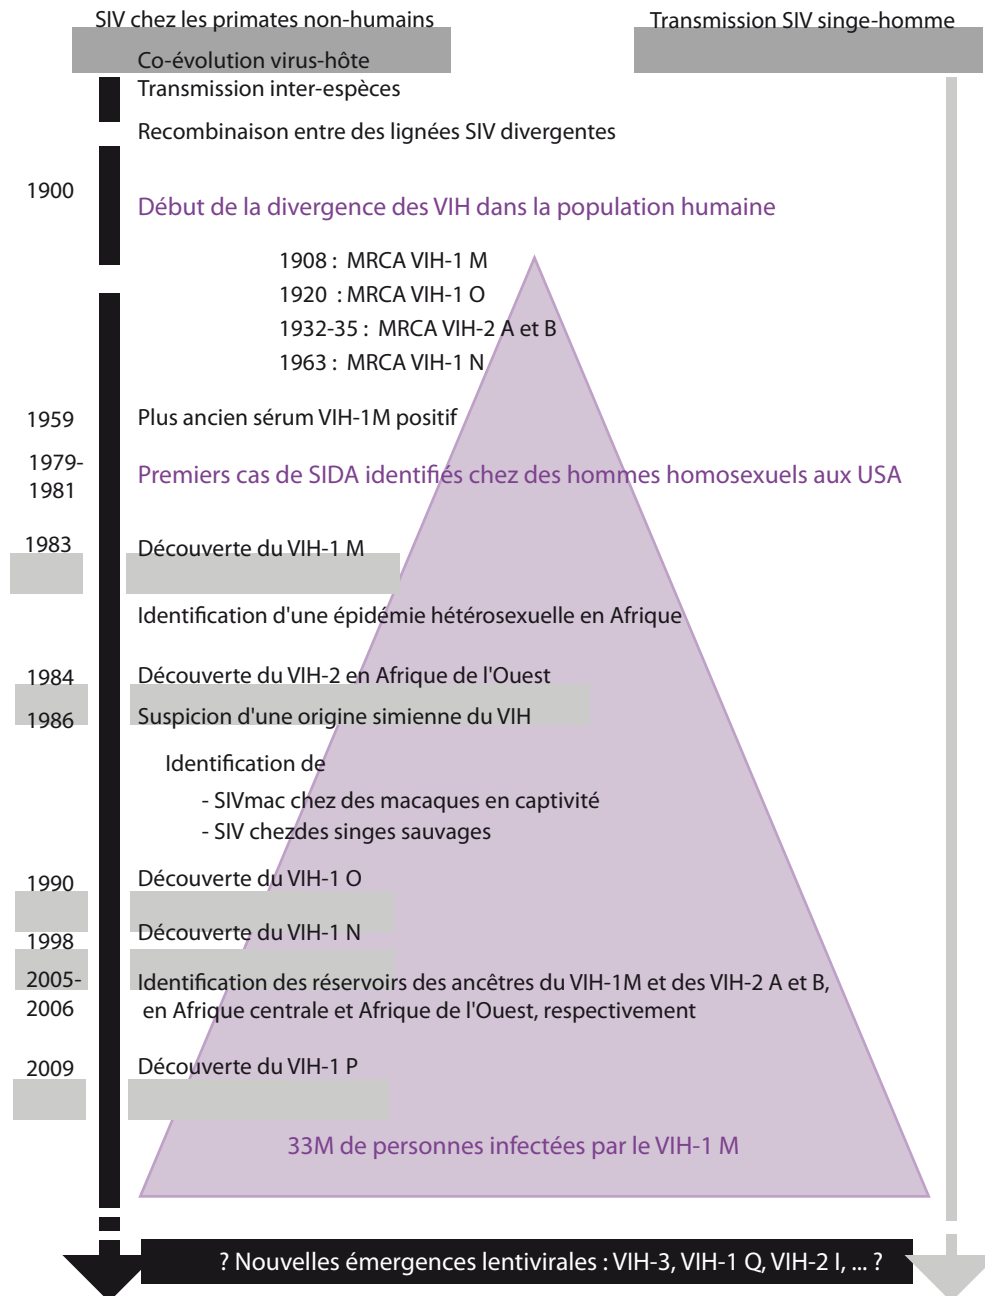 SIV chez les primates non-humains
Transmission SIV singe-homme
Co-évolution virus-hôte
Transmission inter-espèces
Recombinaison entre des lignées SIV divergentes
1900
Début de la divergence des VIH dans la population humaine
1908 : MRCA VIH-1 M
1920 : MRCA VIH-1 O
1932-35 : MRCA VIH-2 A et B
1963 : MRCA VIH-1 N
1959 Plus ancien sérum VIH-1M positif
1979-
1981
Premiers cas de SIDA identifiés chez des hommes homosexuels aux USA
1983 Découverte du VIH-1 M
Identification d'une épidémie hétérosexuelle en Afrique
1984 Découverte du VIH-2 en Afrique de l'Ouest
1986 Suspicion d'une origine simienne du VIH
Identification de
- SIVmac chez des macaques en captivité
- SIV chezdes singes sauvages
1990 Découverte du VIH-1 O
1998 Découverte du VIH-1 N
2005- Identification des réservoirs des ancêtres du VIH-1M et des VIH-2 A et B,
2006 en Afrique centrale et Afrique de l'Ouest, respectivement
2009 Découverte du VIH-1 P
33M de personnes infectées par le VIH-1 M
? Nouvelles émergences lentivirales : VIH-3, VIH-1 Q, VIH-2 I, ... ?